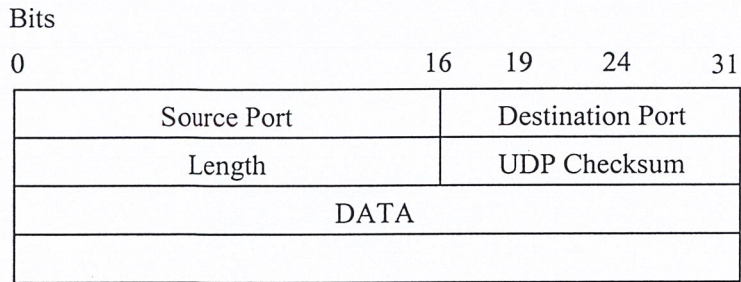 Bits
0 16 19 24 31
Source Port Destination Port
Length UDP Checksum
DATA